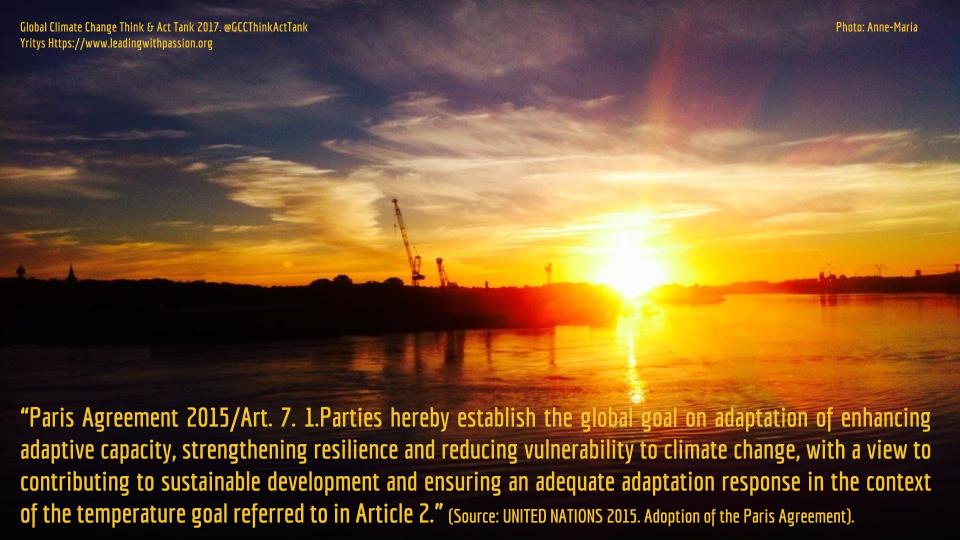 Global Climate Change Think & Act Tank 2017. @GCCThinkActTank
Yritys Https://www.leadingwithpassion.org
Photo: Anne-Maria
“Paris Agreement 2015/Art. 7. 1.Parties hereby establish the global goal on adaptation of enhancing
adaptive capacity, strengthening resilience and reducing vulnerability to climate change, with a view to
contributing to sustainable development and ensuring an adequate adaptation response in the context
of the temperature goal referred to in Article 2.” (Source: UNITED NATIONS 2015. Adoption of the Paris Agreement).